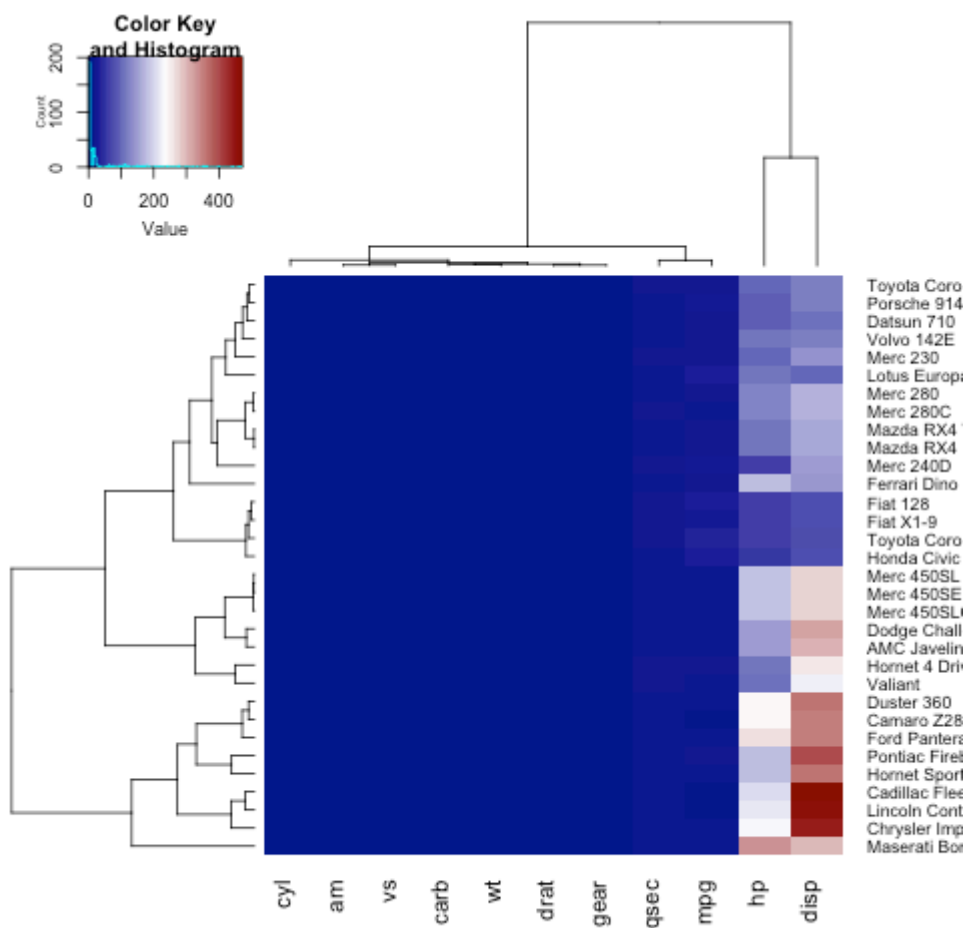 Color Key
and Histogram
Count
0
100
200
0
200
400
Value
Toyota Coro
Porsche 914
Datsun 710
Volvo 142E
Merc 230
Lotus Europa
Merc 280
Merc 280C
Mazda RX4
Mazda RX4
Merc 240D
Ferrari Dino
Fiat 128
Fiat X1-9
Toyota Coro
Honda Civic
Merc 450SL
Merc 450SE
Merc 450SL
Dodge Chall
AMC Javelin
Hornet 4 Driv
Valiant
Duster 360
Camaro Z28
Ford Pantera
Pontiac Fireb
Hornet Sport
Cadillac Flee
Lincoln Cont
Chrysler Imp
Maserati Bor
cyl
am
vs
carb
wt
drat
gear
qsec
mpg
hp
disp